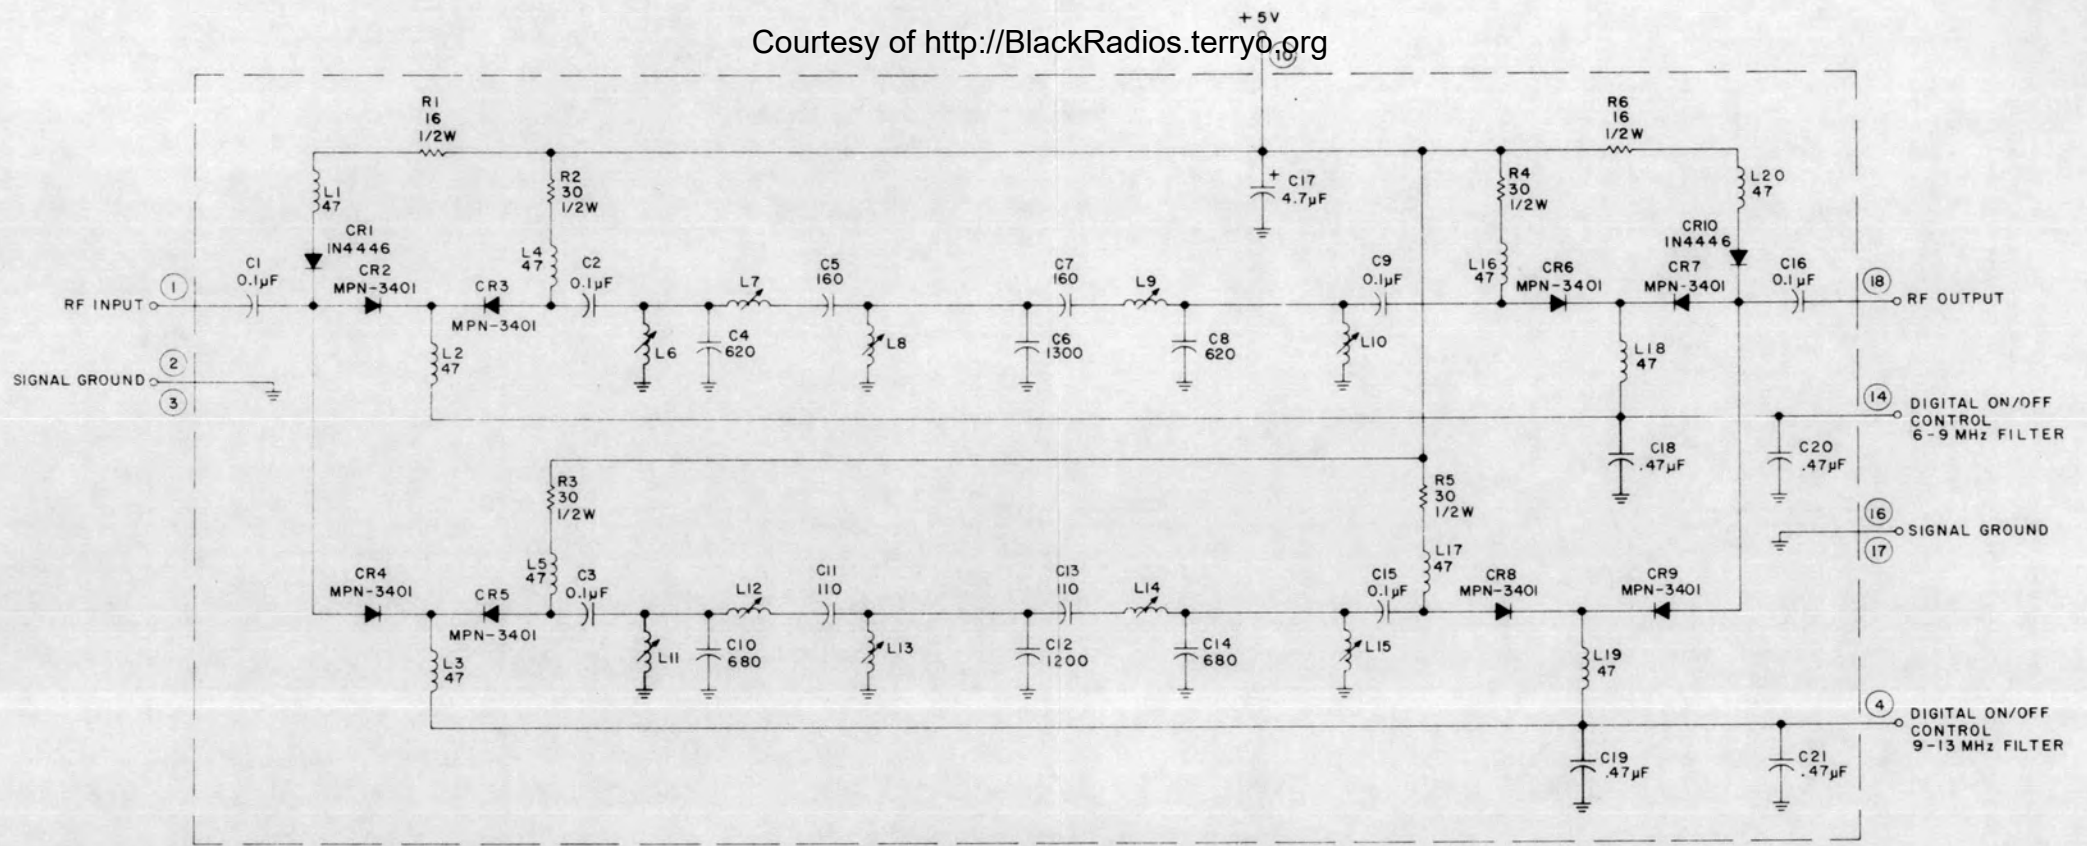 + 5V
Courtesy of http://BlackRadios.terryo.org
10
R1
16
1/2W
R6
16
1/2W
L1
47
R2
30
1/2W
+ C17
4.7µF
R4
30
1/2W
L20
47
CR1
1N4446
CR10
1N4446
L4
47
L16
47
C1
0.1µF
CR2
MPN-3401
CR3
MPN-3401
C2
0.1µF
L7
C5
160
C7
160
L9
C9
0.1µF
CR6
MPN-3401
CR7
MPN-3401
C16
0.1µF
1
RF INPUT
18
RF OUTPUT
L2
47
L6
C4
620
L8
C6
1300
C8
620
L10
L18
47
2
SIGNAL GROUND
3
14
DIGITAL ON/OFF
CONTROL
6-9 MHz FILTER
C18
.47µF
C20
.47µF
R3
30
1/2W
R5
30
1/2W
16
SIGNAL GROUND
17
L5
47
L17
47
CR4
MPN-3401
CR5
MPN-3401
C3
0.1µF
L12
C11
110
C13
110
L14
C15
0.1µF
CR8
MPN-3401
CR9
MPN-3401
L3
47
L11
C10
680
L13
C12
1200
C14
680
L15
L19
47
4
DIGITAL ON/OFF
CONTROL
9-13 MHz FILTER
C19
.47µF
C21
.47µF